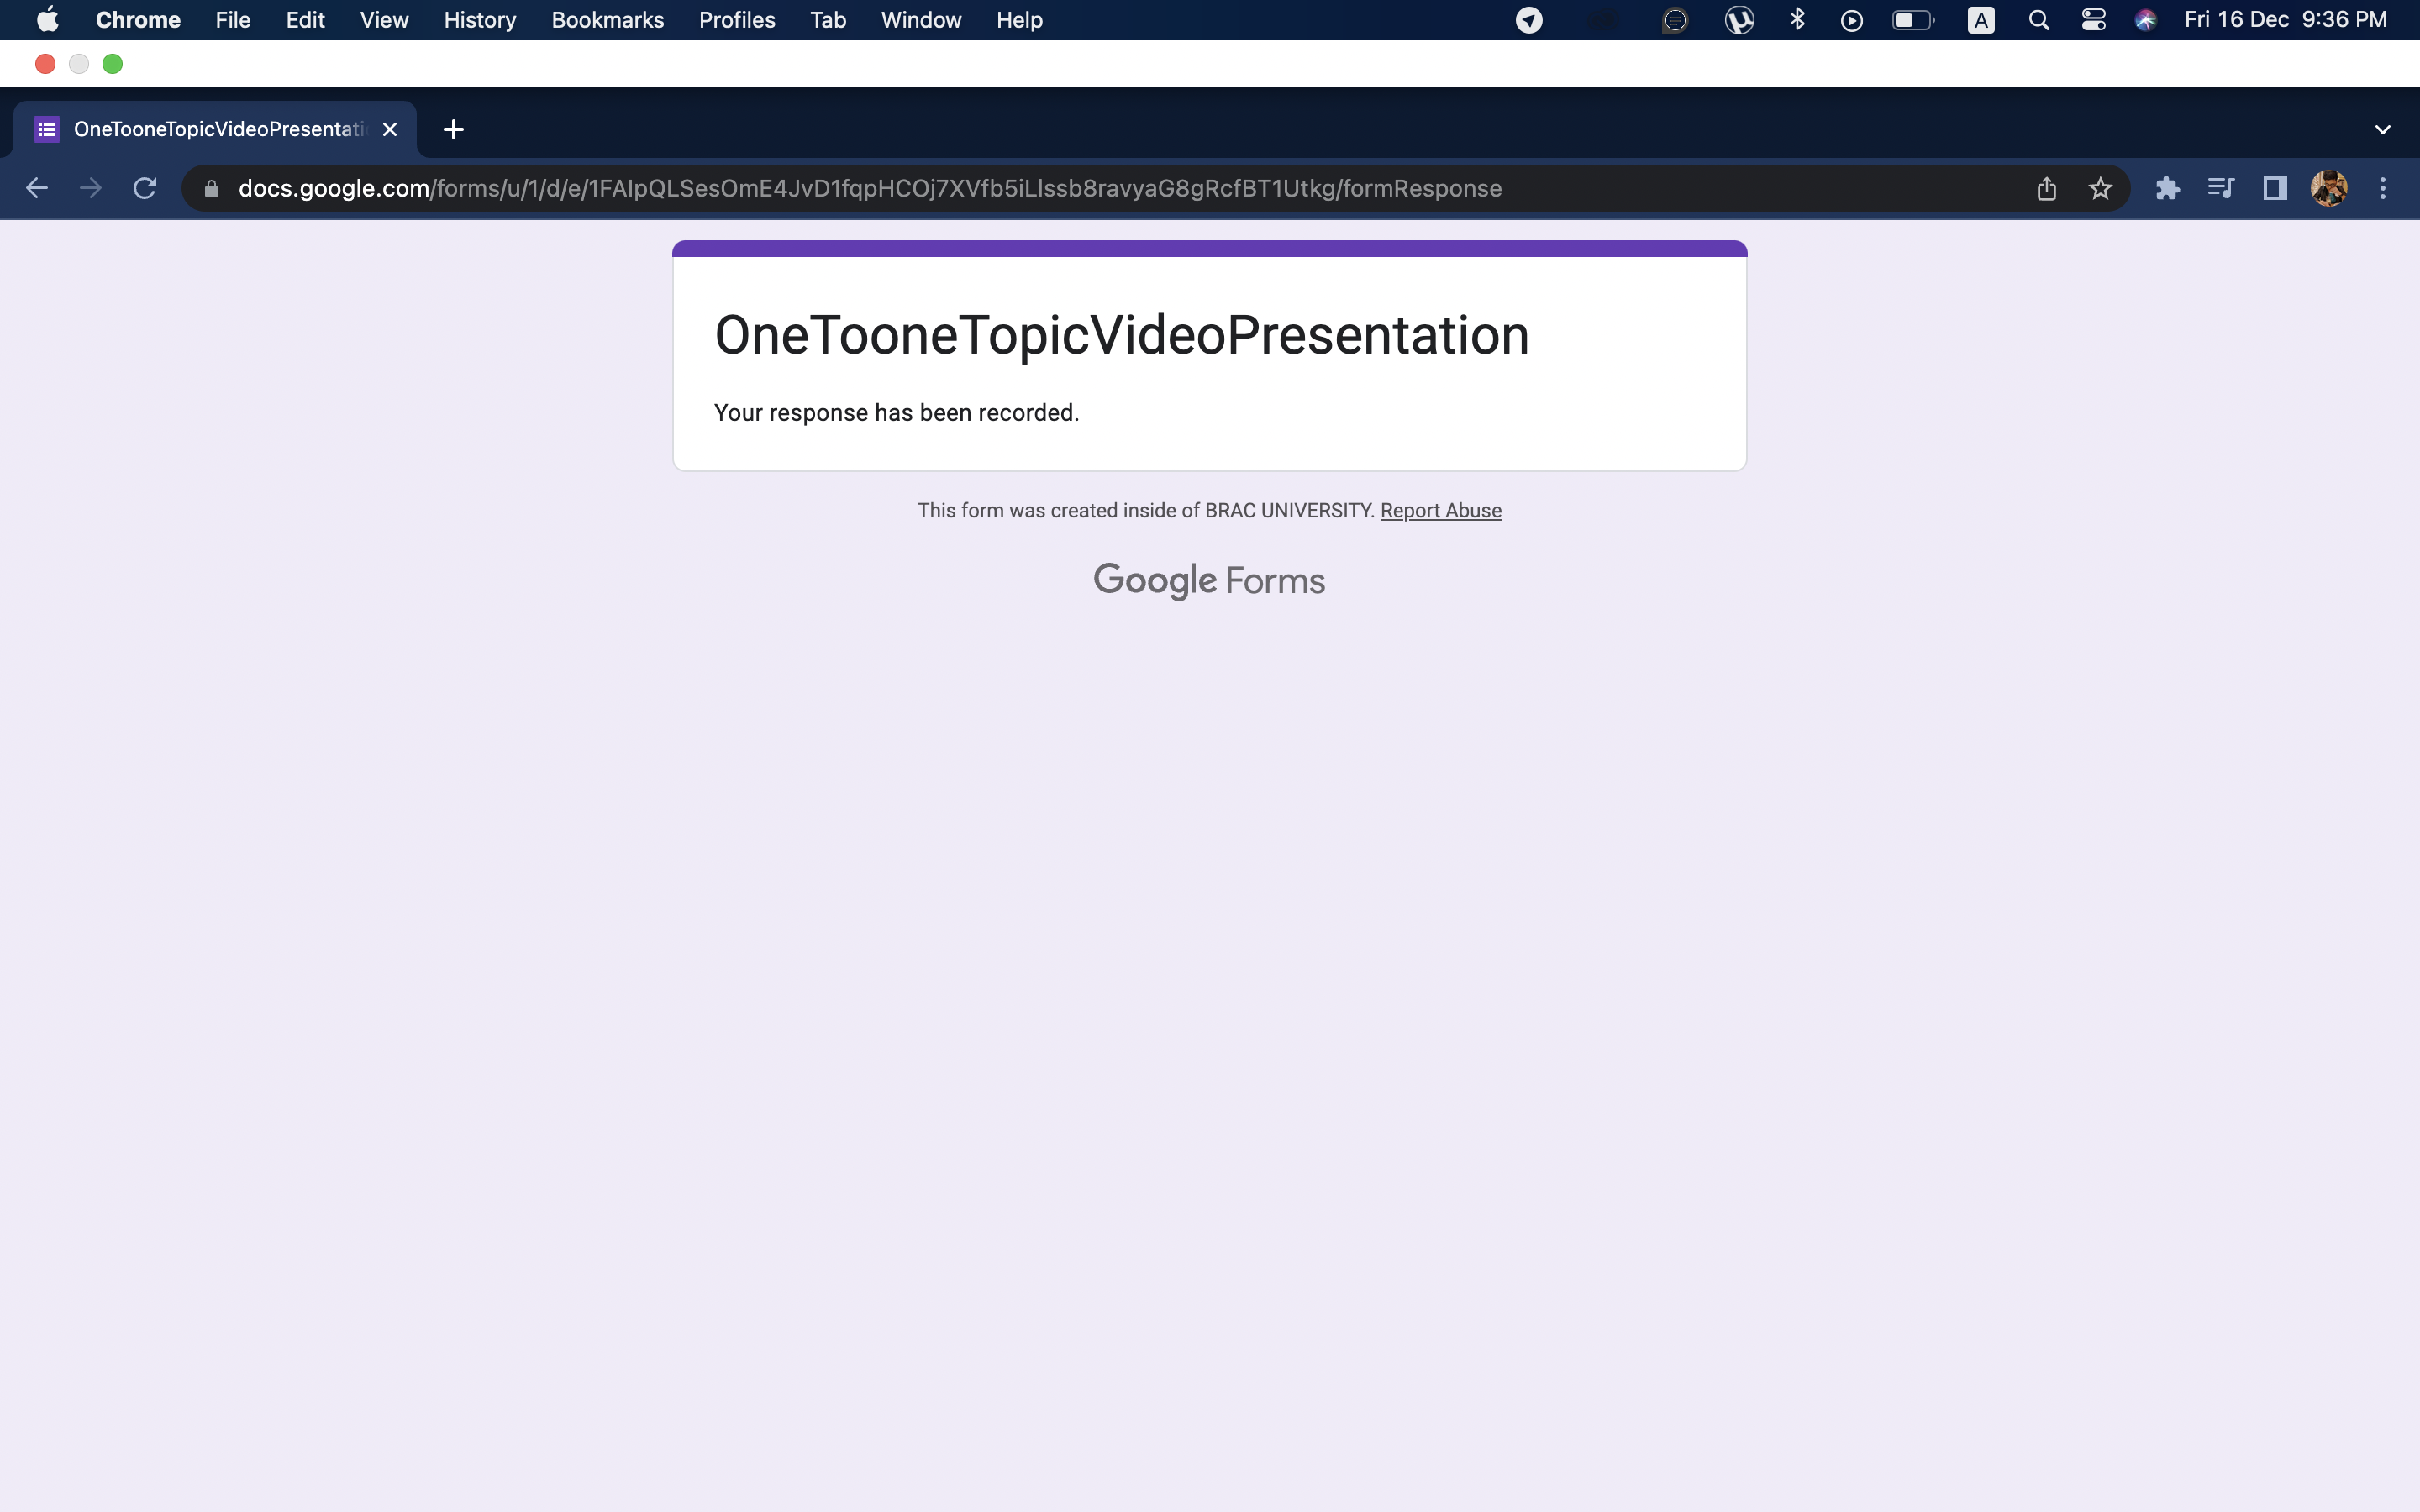 Chrome File Edit View History Bookmarks Profiles Tab Window Help A Fri 16 Dec 9:36 PM
OneTooneTopicVideoPresentati
docs.google.com/forms/u/1/d/e/1FAIpQLSesOmE4JvD1fqpHCOj7XVfb5iLlssb8ravyaG8gRcfBT1Utkg/formResponse
OneTooneTopicVideoPresentation
Your response has been recorded.
This form was created inside of BRAC UNIVERSITY. Report Abuse
Google Forms